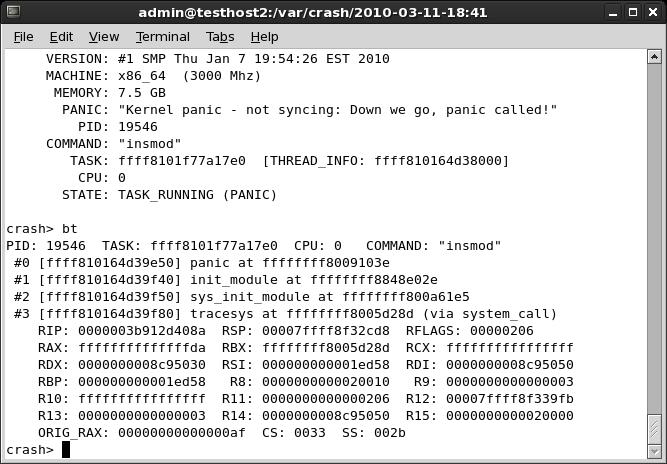 admin@testhost2:/var/crash/2010-03-11-18:41
File Edit View Terminal Tabs Help
VERSION: #1 SMP Thu Jan 7 19:54:26 EST 2010
MACHINE: x86_64 (3000 Mhz)
MEMORY: 7.5 GB
PANIC: "Kernel panic - not syncing: Down we go, panic called!"
PID: 19546
COMMAND: "insmod"
TASK: ffff8101f77a17e0 [THREAD_INFO: ffff810164d38000]
CPU: 0
STATE: TASK_RUNNING (PANIC)
crash> bt
PID: 19546 TASK: ffff8101f77a17e0 CPU: 0 COMMAND: "insmod"
#0 [ffff810164d39e50] panic at ffffffff8009103e
#1 [ffff810164d39f40] init_module at ffffffff8848e02e
#2 [ffff810164d39f50] sys_init_module at ffffffff800a61e5
#3 [ffff810164d39f80] tracesys at ffffffff8005d28d (via system_call)
RIP: 0000003b912d408a RSP: 00007ffff8f32cd8 RFLAGS: 00000206
RAX: ffffffffffffffda RBX: ffffffff8005d28d RCX: ffffffffffffffff
RDX: 0000000008c95030 RSI: 000000000001ed58 RDI: 0000000008c95050
RBP: 000000000001ed58 R8: 0000000000020010 R9: 0000000000000003
R10: ffffffffffffffff R11: 0000000000000206 R12: 00007ffff8f339fb
R13: 0000000000000003 R14: 0000000008c95050 R15: 0000000000020000
ORIG_RAX: 00000000000000af CS: 0033 SS: 002b
crash>